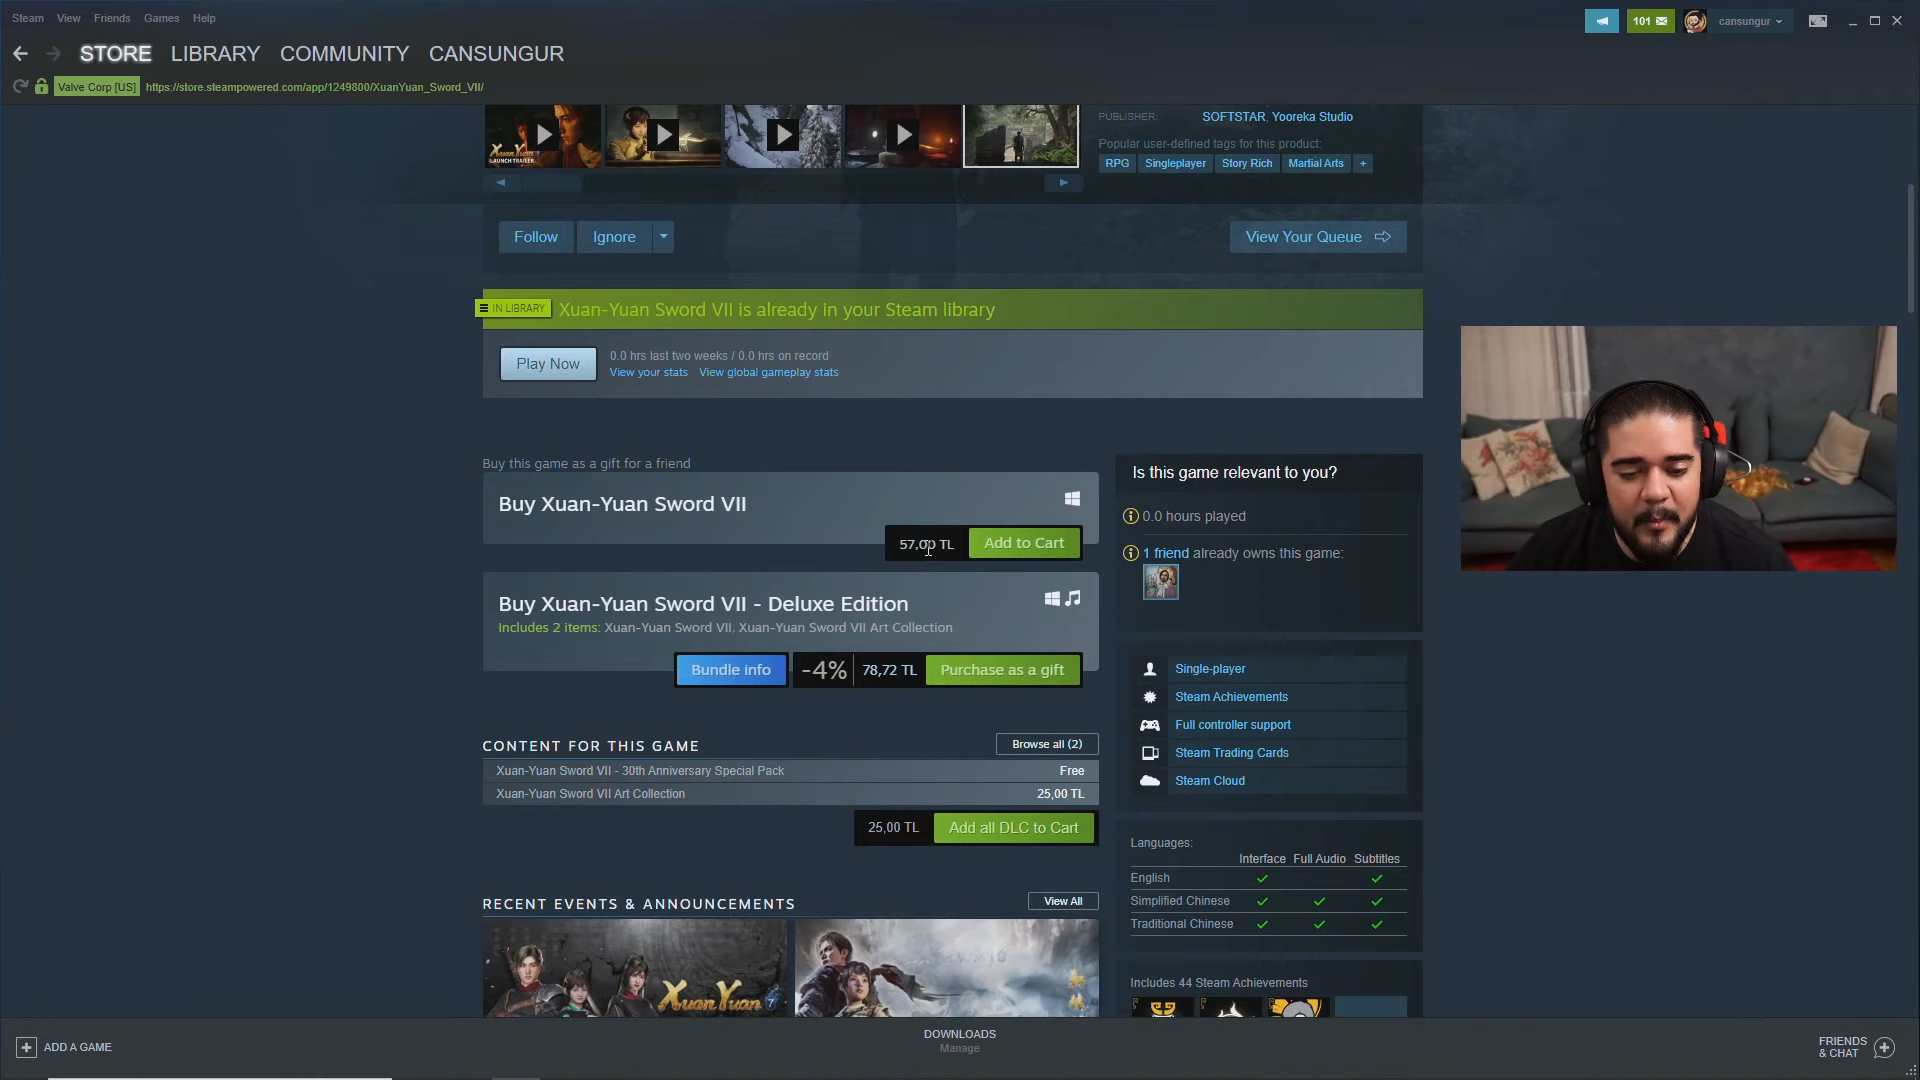 Steam View Friends Games Help
101 cansungur
STORE LIBRARY COMMUNITY CANSUNGUR
Valve Corp [US] https://store.steampowered.com/app/1249800/XuanYuan_Sword_VII/
LAUNCH TRAILER
PUBLISHER: SOFTSTAR, Yooreka Studio
Popular user-defined tags for this product:
RPG Singleplayer Story Rich Martial Arts +
Follow Ignore View Your Queue
IN LIBRARY Xuan-Yuan Sword VII is already in your Steam library
Play Now
0.0 hrs last two weeks / 0.0 hrs on record
View your stats View global gameplay stats
Buy this game as a gift for a friend
Buy Xuan-Yuan Sword VII
57,00 TL Add to Cart
Buy Xuan-Yuan Sword VII - Deluxe Edition
Includes 2 items: Xuan-Yuan Sword VII, Xuan-Yuan Sword VII Art Collection
Bundle info -4% 78,72 TL Purchase as a gift
CONTENT FOR THIS GAME Browse all (2)
Xuan-Yuan Sword VII - 30th Anniversary Special Pack Free
Xuan-Yuan Sword VII Art Collection 25,00 TL
25,00 TL Add all DLC to Cart
RECENT EVENTS & ANNOUNCEMENTS View All
Xuan Yuan 7
Is this game relevant to you?
0.0 hours played
1 friend already owns this game:
Single-player
Steam Achievements
Full controller support
Steam Trading Cards
Steam Cloud
Languages:
Interface Full Audio Subtitles
English
Simplified Chinese
Traditional Chinese
Includes 44 Steam Achievements
ADD A GAME
DOWNLOADS
Manage
FRIENDS
& CHAT